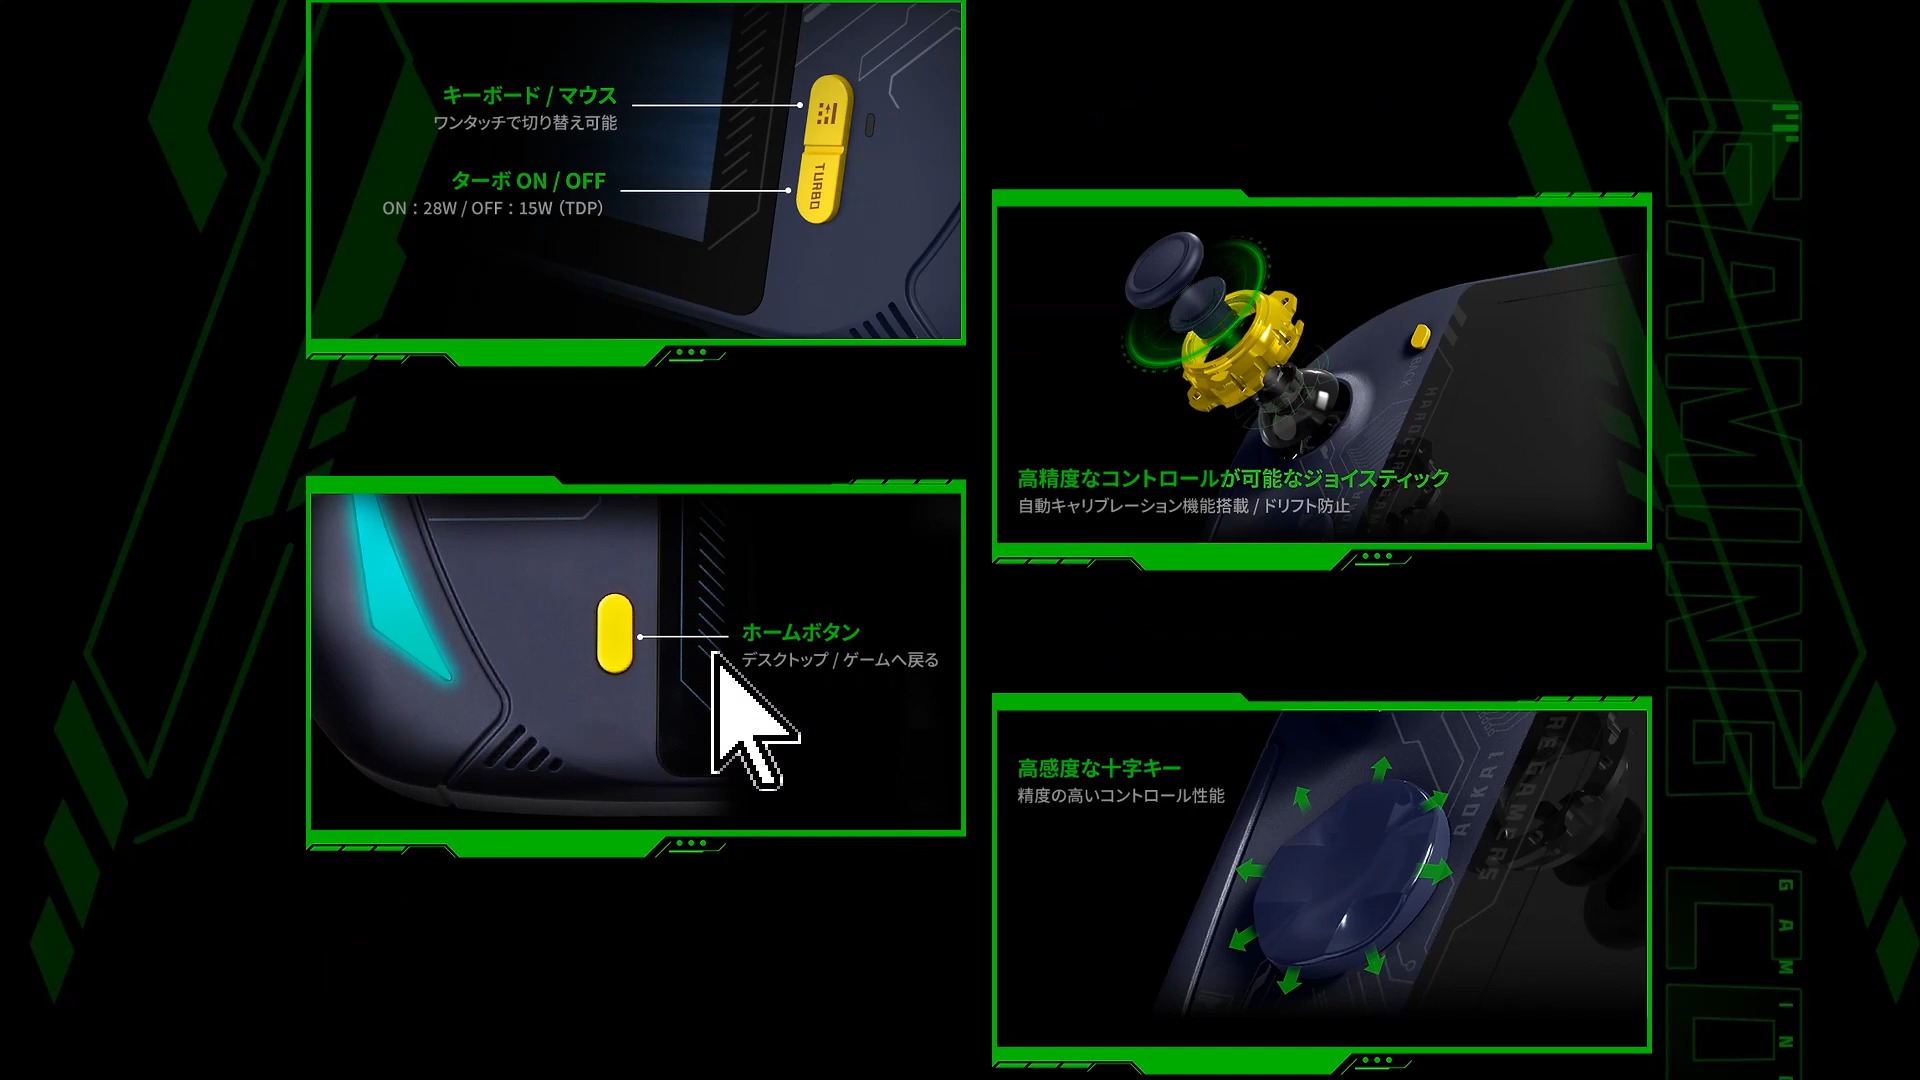 キーボード / マウス
ワンタッチで切り替え可能
ターボ ON / OFF
ON：28W / OFF：15W（TDP）
TURBO
ホームボタン
デスクトップ / ゲームへ戻る
高精度なコントロールが可能なジョイスティック
自動キャリブレーション機能搭載 / ドリフト防止
高感度な十字キー
精度の高いコントロール性能
AOKAI
GAMING